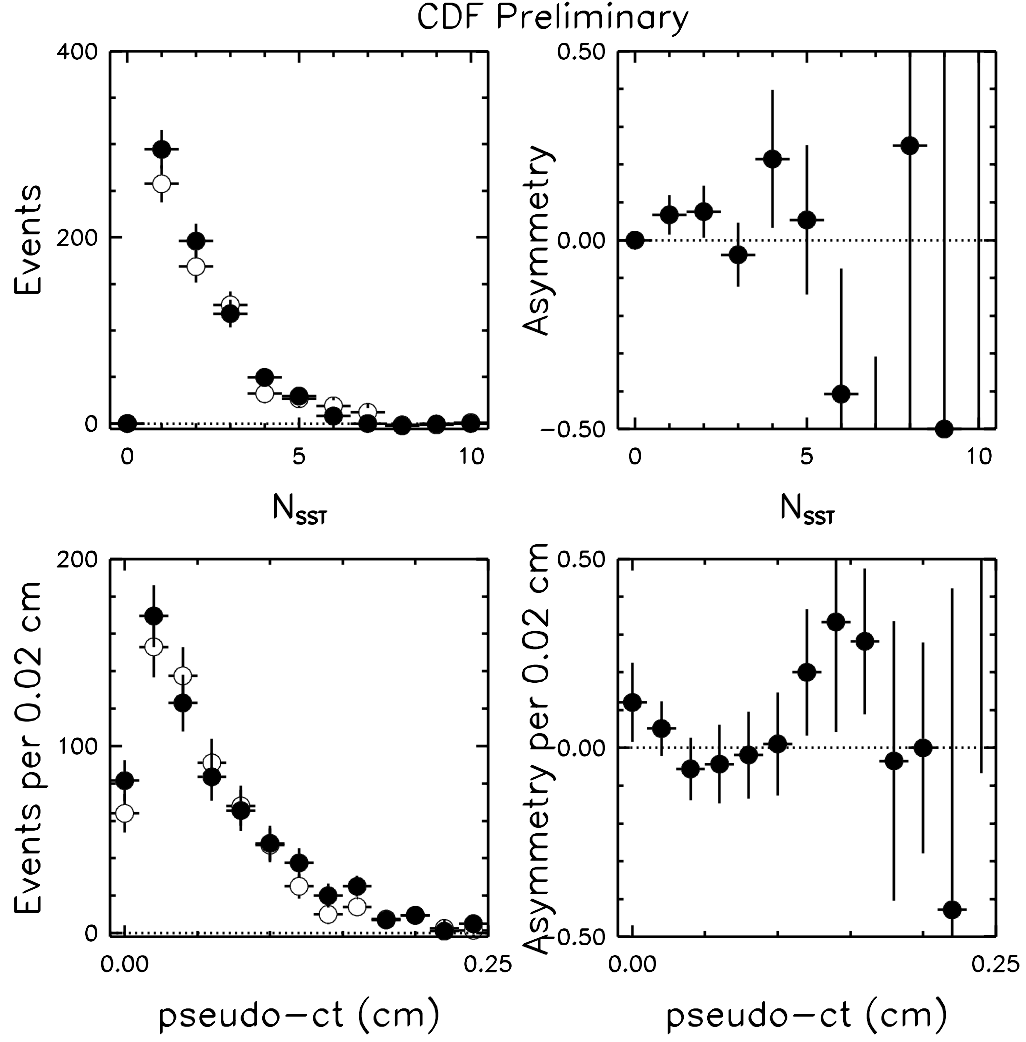 CDF Preliminary
400
200
0
Events
0 5 10
N_SST
0.50
0.00
-0.50
Asymmetry
0 5 10
N_SST
200
100
0
Events per 0.02 cm
0.00 0.25
pseudo-ct (cm)
0.50
0.00
-0.50
Asymmetry per 0.02 cm
0.00 0.25
pseudo-ct (cm)